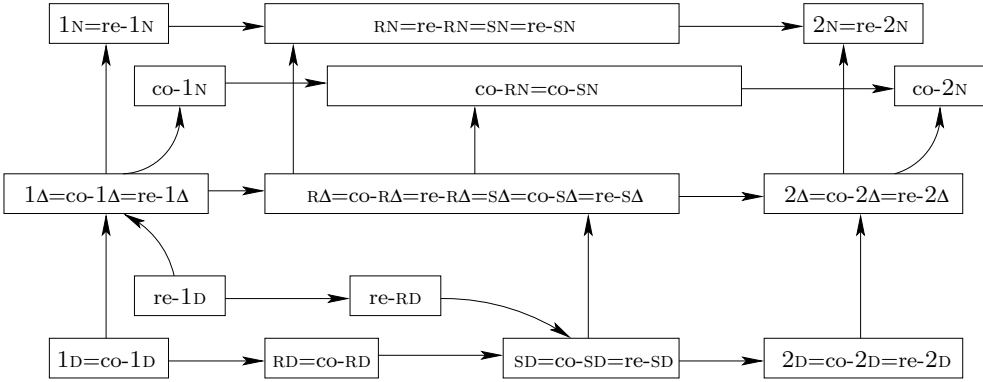 1N=re-1N RN=re-RN=SN=re-SN 2N=re-2N
co-1N co-RN=co-SN co-2N
1Δ=co-1Δ=re-1Δ RΔ=co-RΔ=re-RΔ=SΔ=co-SΔ=re-SΔ 2Δ=co-2Δ=re-2Δ
re-1D re-RD
1D=co-1D RD=co-RD SD=co-SD=re-SD 2D=co-2D=re-2D